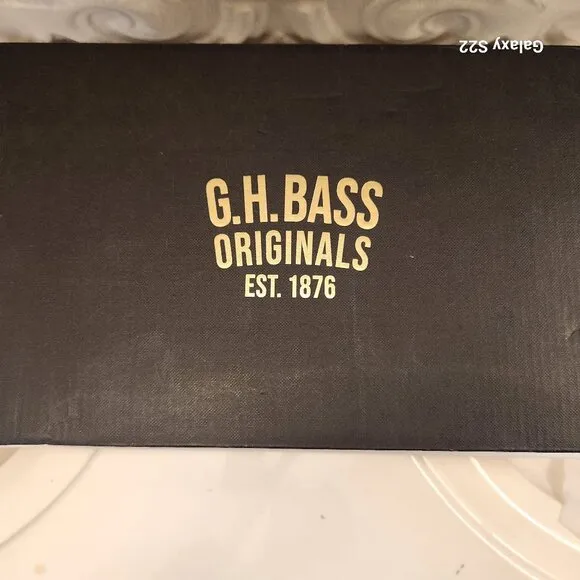 Galaxy S22
G.H.BASS
ORIGINALS
EST. 1876